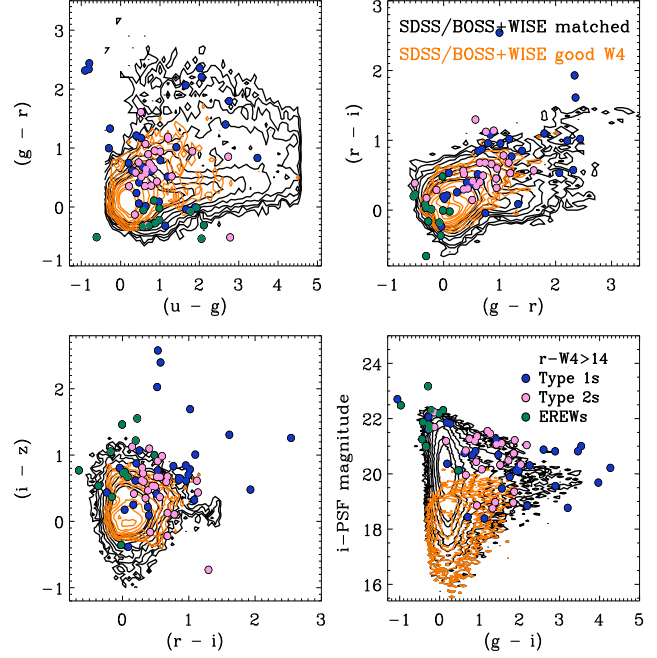 4
3
2
1
0
−1
(g − r)
−1 0 1 2 3 4 5
(u − g)
SDSS/BOSS+WISE matched
SDSS/BOSS+WISE good W4
3
2
1
0
(r − i)
−1 0 1 2 3
(g − r)
3
2
1
0
−1
(i − z)
−1 0 1 2 3
(r − i)
r−W4>14
Type 1s
Type 2s
EREWs
24
22
20
18
16
i−PSF magnitude
−1 0 1 2 3 4 5
(g − i)